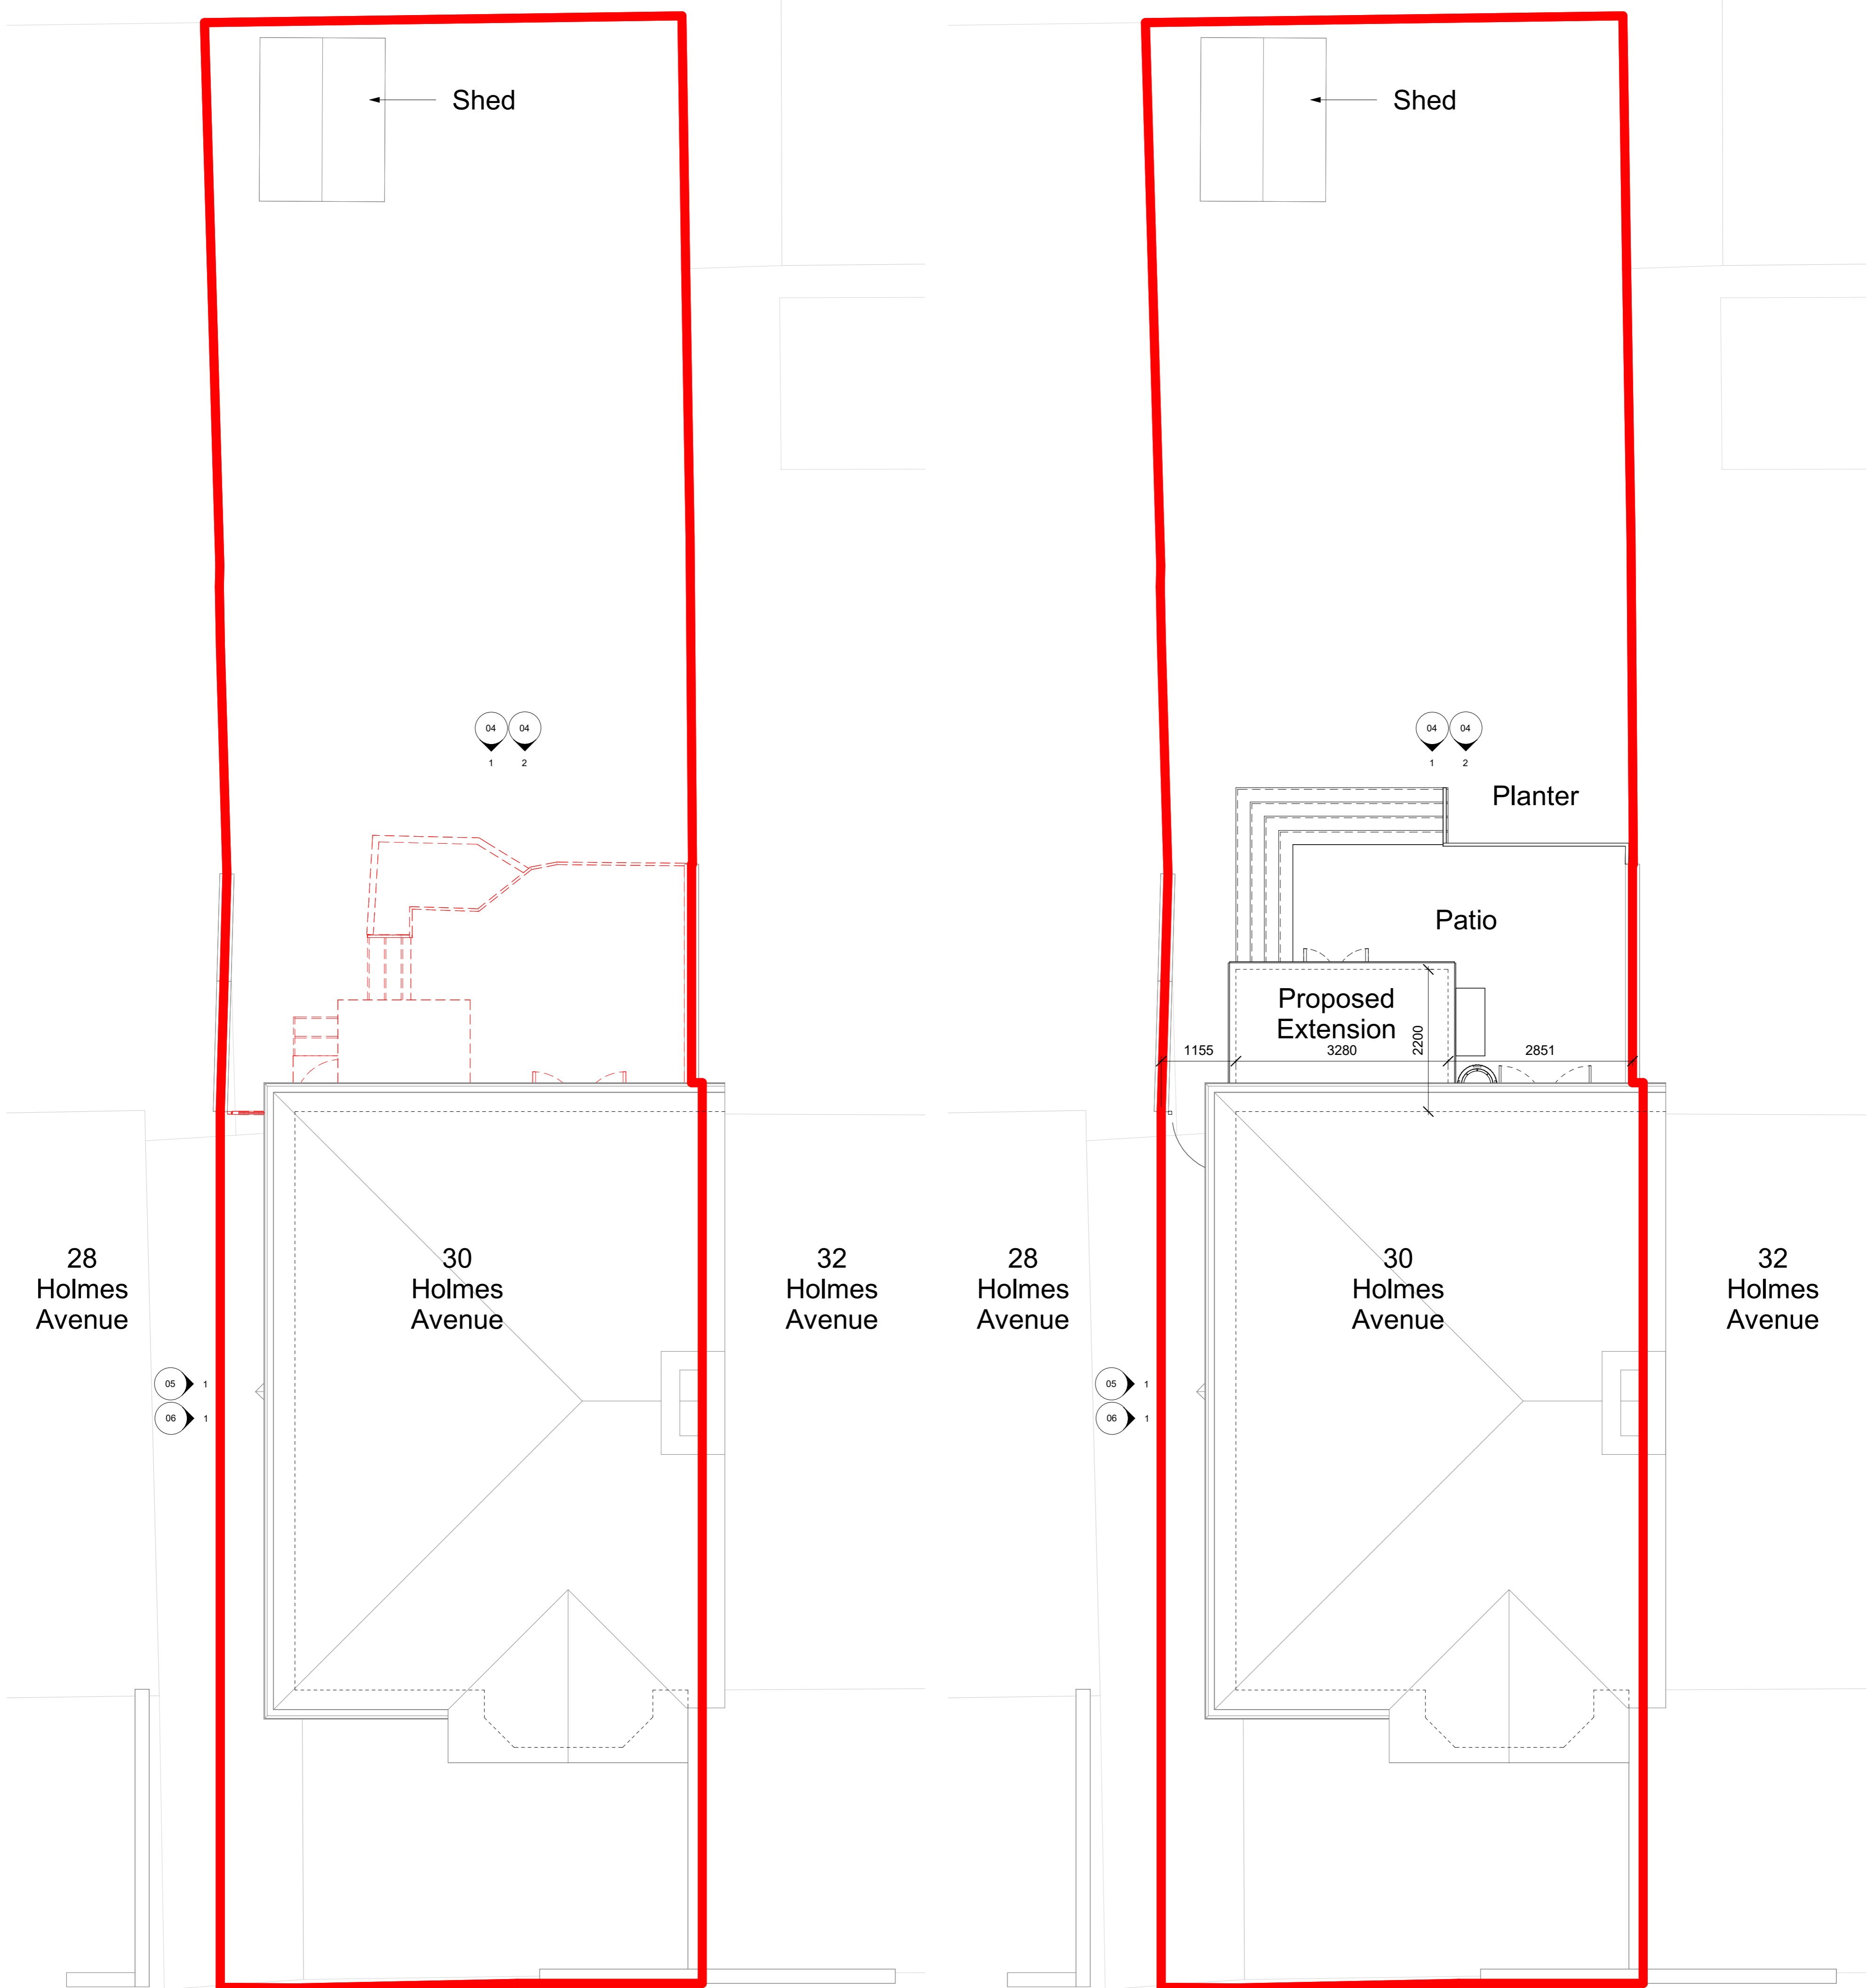 Shed
04 04
1 2
28
Holmes
Avenue
30
Holmes
Avenue
32
Holmes
Avenue
05 1
06 1
Shed
04 04
1 2
Planter
Patio
Proposed
Extension
2200
1155
3280
2851
28
Holmes
Avenue
30
Holmes
Avenue
32
Holmes
Avenue
05 1
06 1